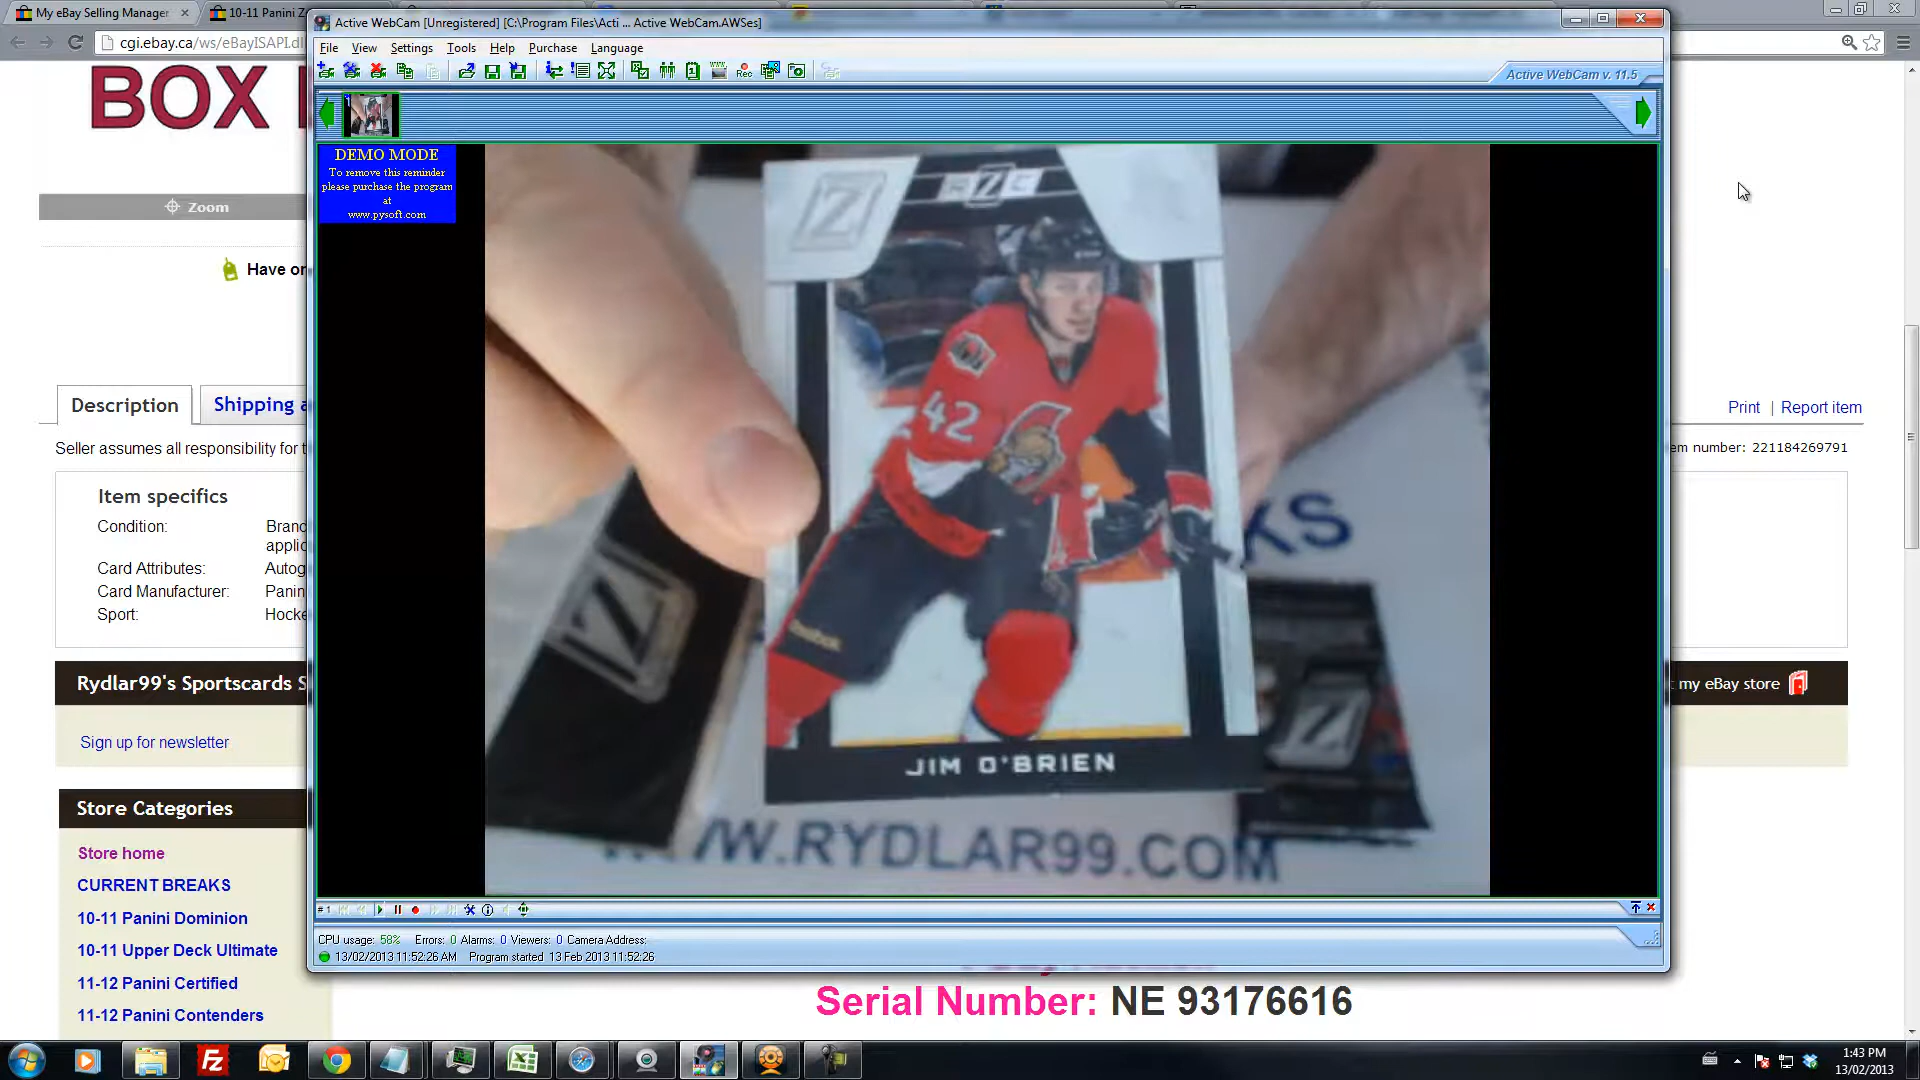 My eBay Selling Manager
10-11 Panini Z
Active WebCam [Unregistered] [C:\Program Files\Acti ... Active WebCam.AWSes]
cgi.ebay.ca/ws/eBayISAPI.dl
File View Settings Tools Help Purchase Language
Active WebCam v. 11.5
BOX
DEMO MODE
To remove this reminder
please purchase the program
at
www.pysoft.com
Zoom
Have or
42
Reebok
JIM O'BRIEN
KS
WWW.RYDLAR99.COM
Description
Shipping a
Print | Report item
Seller assumes all responsibility for t
em number: 221184269791
Item specifics
Condition: Branc
applic
Card Attributes: Autog
Card Manufacturer: Panin
Sport: Hocke
Rydlar99's Sportscards S
my eBay store
Sign up for newsletter
Store Categories
Store home
CURRENT BREAKS
10-11 Panini Dominion
10-11 Upper Deck Ultimate
11-12 Panini Certified
11-12 Panini Contenders
#1
CPU usage: 58% Errors: 0 Alarms: 0 Viewers: 0 Camera Address:
13/02/2013 11:52:26 AM Program started 13 Feb 2013 11:52:26
Serial Number: NE 93176616
1:43 PM
13/02/2013